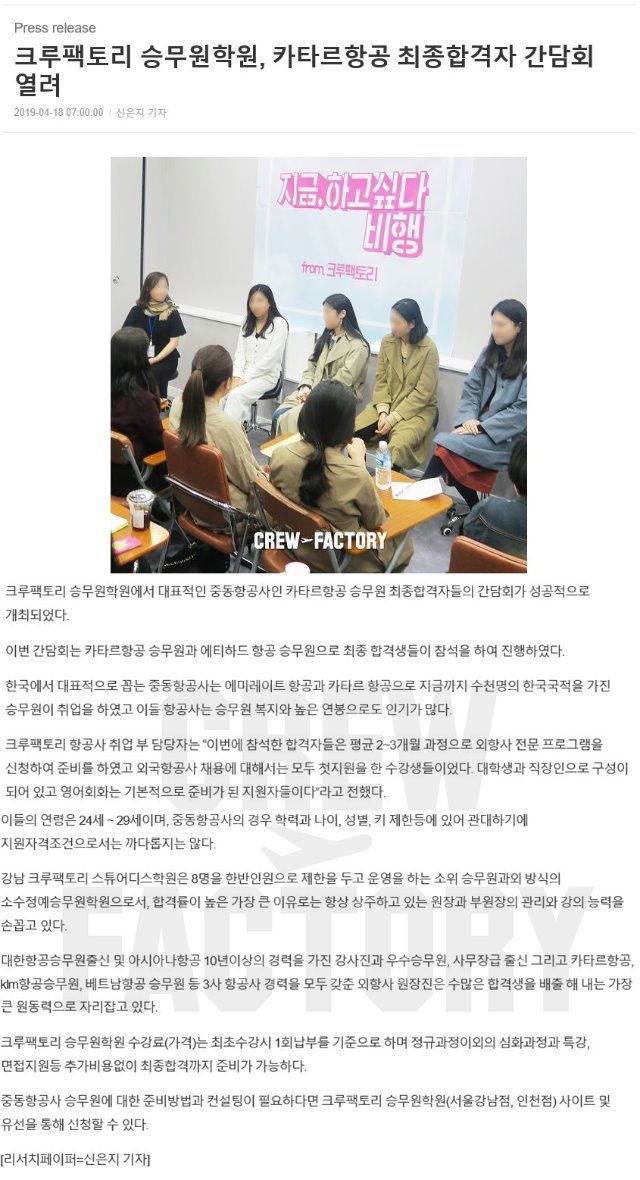 Press release
크루팩토리 승무원학원, 카타르항공 최종합격자 간담회
열려
2019-04-18 07:00:00 | 신은지 기자
지금, 하고싶다
비행
from. 크루팩토리
CREW FACTORY
크루팩토리 승무원학원에서 대표적인 중동항공사인 카타르항공 승무원 최종합격자들의 간담회가 성공적으로
개최되었다.
이번 간담회는 카타르항공 승무원과 에티하드 항공 승무원으로 최종 합격생들이 참석을 하여 진행하였다.
한국에서 대표적으로 꼽는 중동항공사는 에미레이트 항공과 카타르 항공으로 지금까지 수천명의 한국국적을 가진
승무원이 취업을 하였고 이들 항공사는 승무원 복지와 높은 연봉으로도 인기가 많다.
크루팩토리 항공사 취업 부 담당자는 "이번에 참석한 합격자들은 평균 2~3개월 과정으로 외항사 전문 프로그램을
신청하여 준비를 하였고 외국항공사 채용에 대해서는 모두 첫지원을 한 수강생들이었다. 대학생과 직장인으로 구성이
되어 있고 영어회화는 기본적으로 준비가 된 지원자들이다"라고 전했다.
이들의 연령은 24세 ~ 29세이며, 중동항공사의 경우 학력과 나이, 성별, 키 제한등에 있어 관대하기에
지원자격조건으로서는 까다롭지는 않다.
강남 크루팩토리 스튜어디스학원은 8명을 한반인원으로 제한을 두고 운영을 하는 소위 승무원과외 방식의
소수정예승무원학원으로서, 합격률이 높은 가장 큰 이유로는 항상 상주하고 있는 원장과 부원장의 관리와 강의 능력을
손꼽고 있다.
대한항공승무원출신 및 아시아나항공 10년이상의 경력을 가진 강사진과 우수승무원, 사무장급 출신 그리고 카타르항공,
klm항공승무원, 베트남항공 승무원 등 3사 항공사 경력을 모두 갖춘 외항사 원장진은 수많은 합격생을 배출 해 내는 가장
큰 원동력으로 자리잡고 있다.
크루팩토리 승무원학원 수강료(가격)는 최초수강시 1회납부를 기준으로 하며 정규과정이외의 심화과정과 특강,
면접지원등 추가비용없이 최종합격까지 준비가 가능하다.
중동항공사 승무원에 대한 준비방법과 컨설팅이 필요하다면 크루팩토리 승무원학원(서울강남점, 인천점) 사이트 및
유선을 통해 신청할 수 있다.
[리서치페이퍼=신은지 기자]
CREW
FACTORY